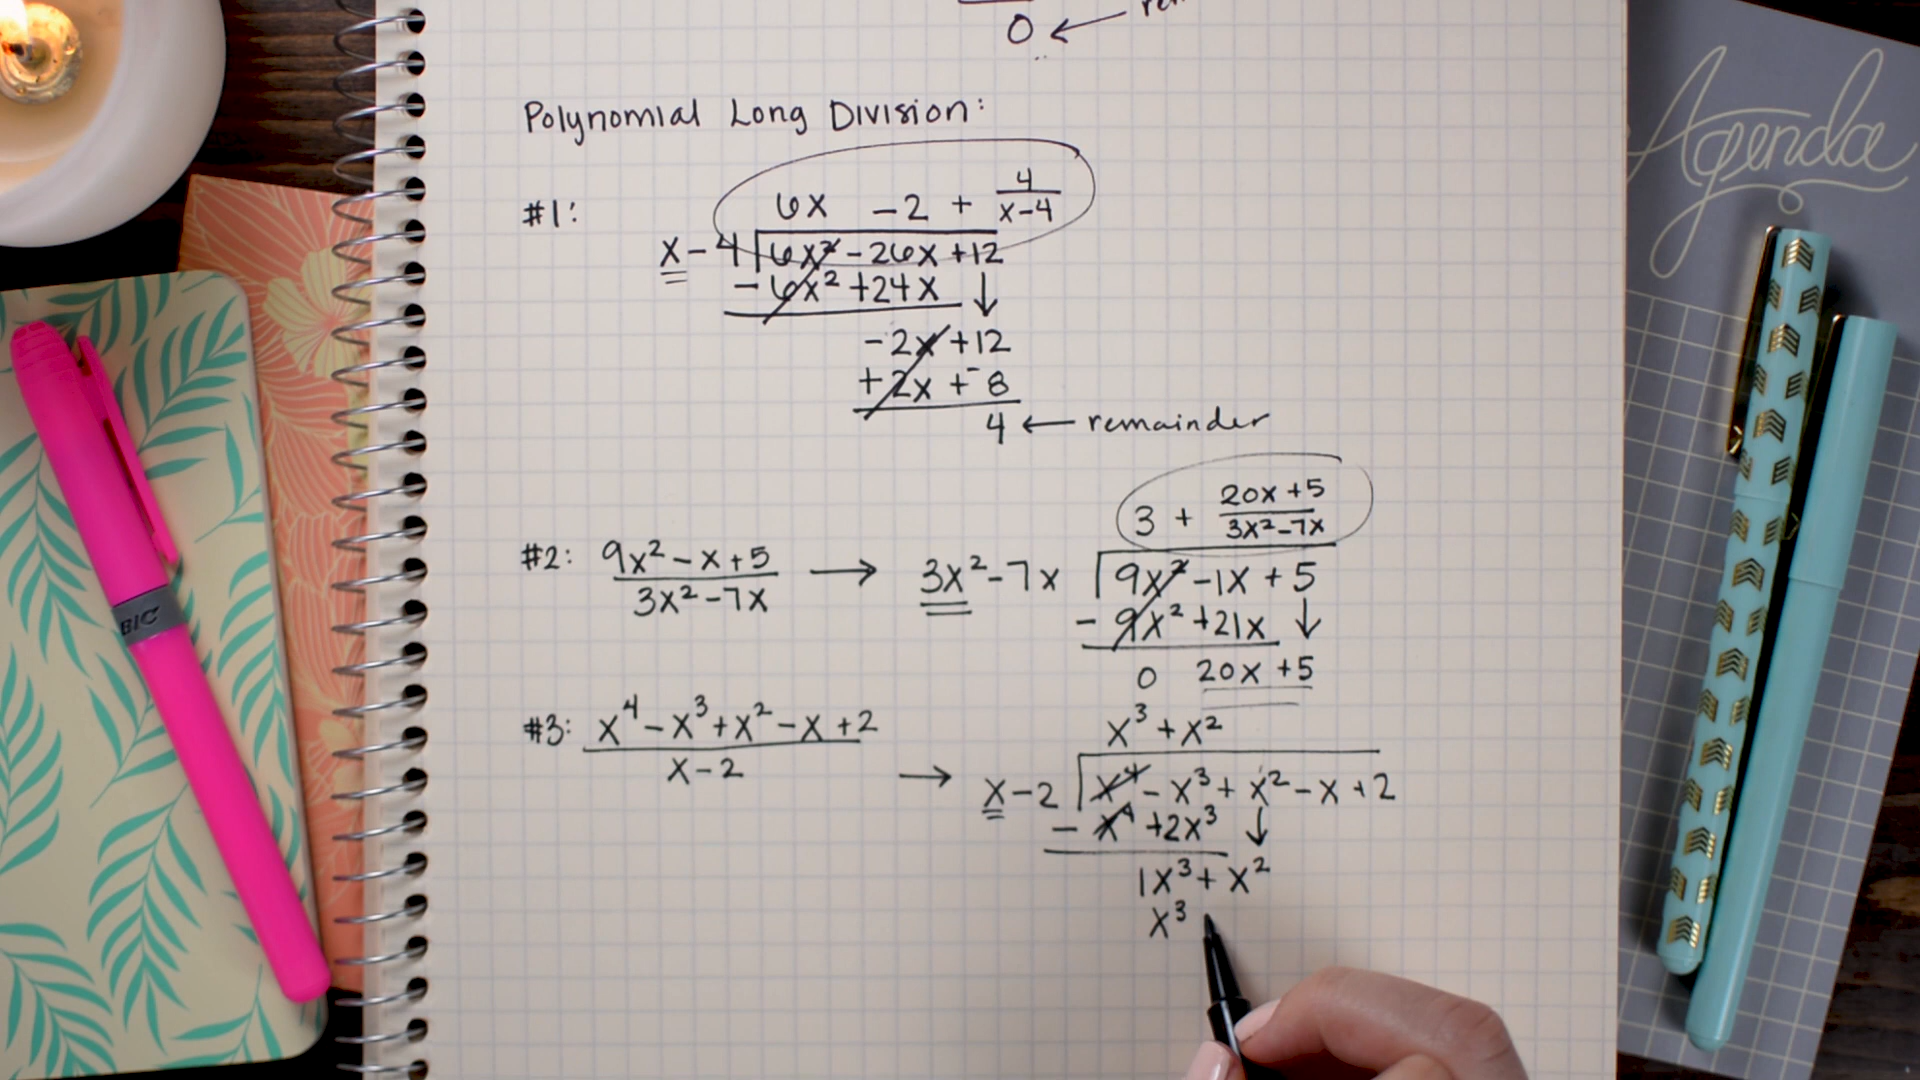 0 ←
Polynomial Long Division:
#1:
6x - 2 + 4/(x-4)
x-4 | 6x² - 26x + 12
- 6x² + 24x ↓
- 2x + 12
+ 2x + - 8
4 ← remainder
3 + (20x + 5)/(3x² - 7x)
#2: (9x² - x + 5)/(3x² - 7x) → 3x² - 7x | 9x² - 1x + 5
- 9x² + 21x ↓
0 20x + 5
#3: (x⁴ - x³ + x² - x + 2)/(x - 2) →
x³ + x²
x - 2 | x⁴ - x³ + x² - x + 2
- x⁴ + 2x³ ↓
1x³ + x²
x³
Agenda
BIC